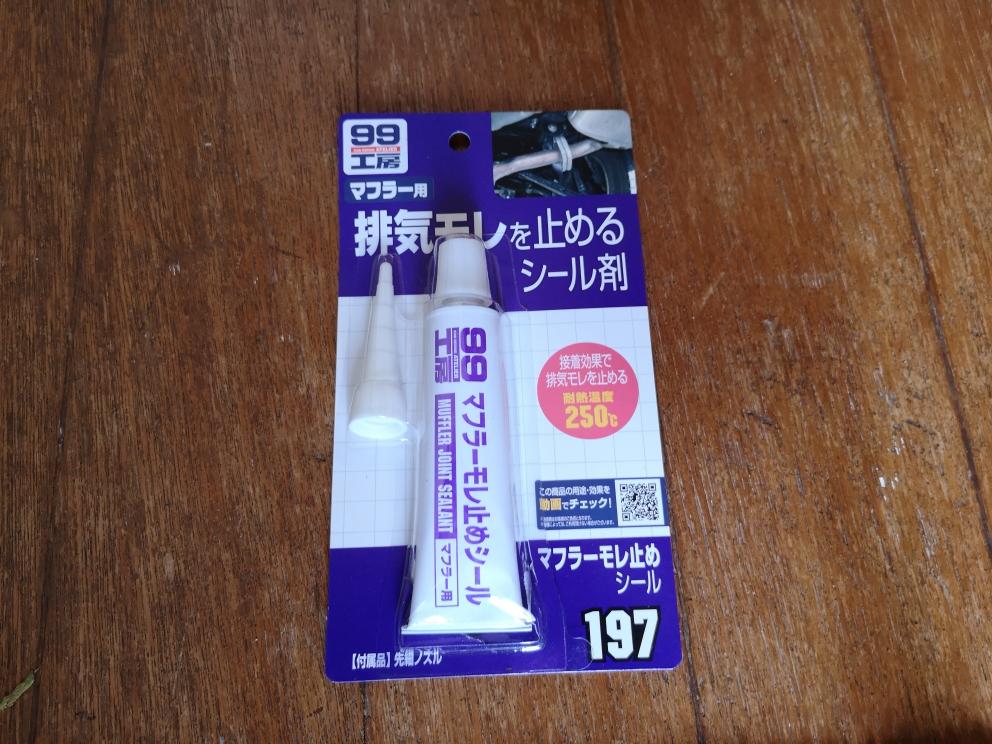 99
工房
マフラー用
排気モレを止める
シール剤
99
工房
マフラーモレ止めシール
MUFFLER JOINT SEALANT
マフラー用
接着効果で
排気モレを止める
耐熱温度
250℃
この商品の用途・効果を
動画でチェック!
マフラーモレ止め
シール
197
【付属品】先細ノズル